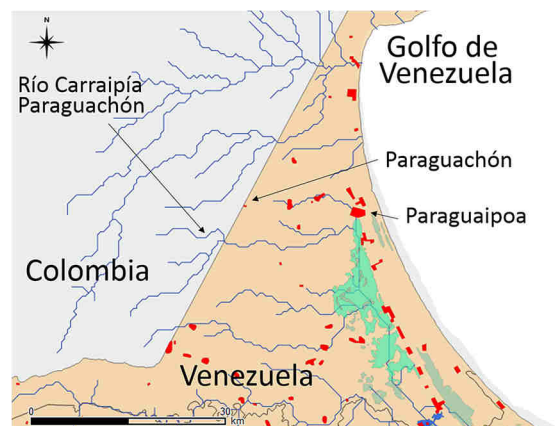 N
Golfo de
Venezuela
Río Carraipía
Paraguachón
Paraguachón
Paraguaipoa
Colombia
Venezuela
0 30
km